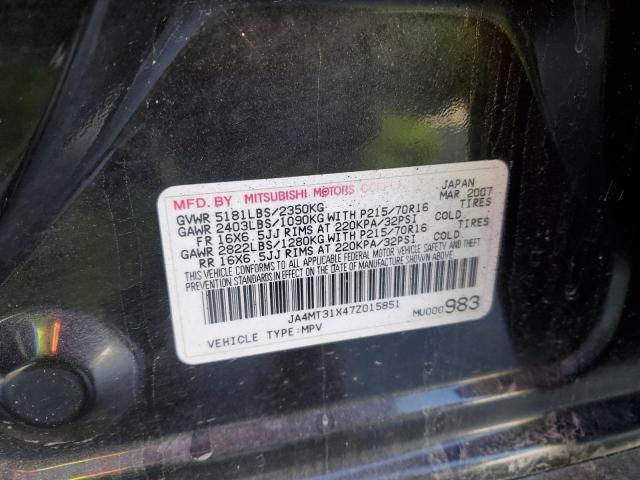 MFD. BY MITSUBISHI MOTORS CORP. JAPAN
GVWR 5181LBS/2350KG MAR 2007
GAWR 2403LBS/1090KG WITH P215/70R16 TIRES
FR 16X6.5JJ RIMS AT 220KPA/32PSI COLD
GAWR 2822LBS/1280KG WITH P215/70R16 TIRES
RR 16X6.5JJ RIMS AT 220KPA/32PSI COLD
THIS VEHICLE CONFORMS TO ALL APPLICABLE FEDERAL MOTOR VEHICLE SAFETY AND THEFT
PREVENTION STANDARDS IN EFFECT ON THE DATE OF MANUFACTURE SHOWN ABOVE.
JA4MT31X47Z015851
VEHICLE TYPE:MPV MU000983